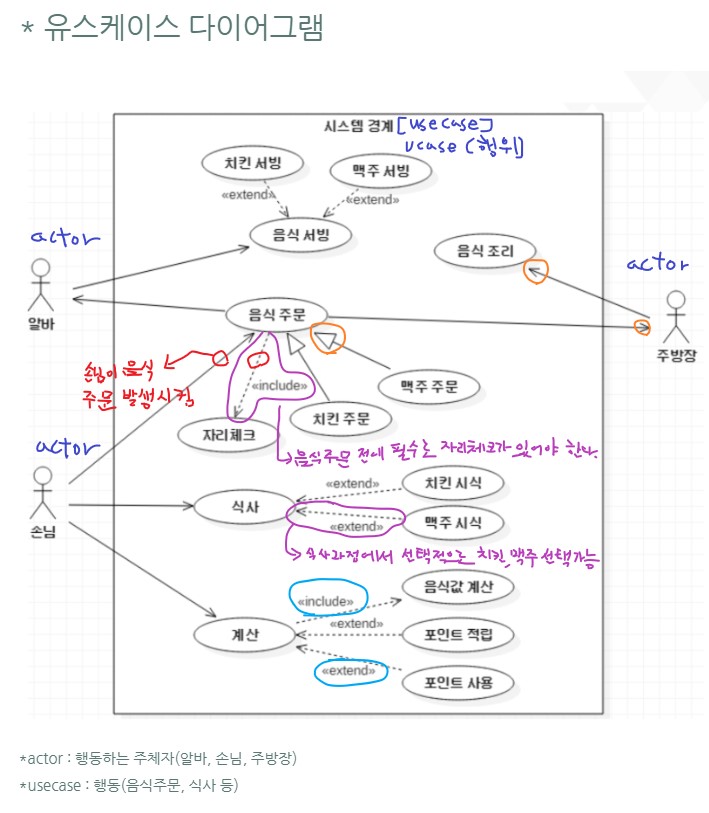 * 유스케이스 다이어그램
시스템 경계 [usecase]
ucase (행위)
치킨 서빙
맥주 서빙
«extend»
«extend»
음식 서빙
음식 조리
actor
actor
알바
음식 주문
주방장
손님이 음식
주문 발생시킴
«include»
맥주 주문
치킨 주문
자리체크
actor
음식주문 전에 필수로 자리체크가 있어야 한다.
«extend»
치킨 시식
식사
맥주 시식
«extend»
손님
식사과정에서 선택적으로 치킨, 맥주 선택가능
«include»
음식값 계산
«extend»
계산
포인트 적립
«extend»
포인트 사용
*actor : 행동하는 주체자(알바, 손님, 주방장)
*usecase : 행동(음식주문, 식사 등)